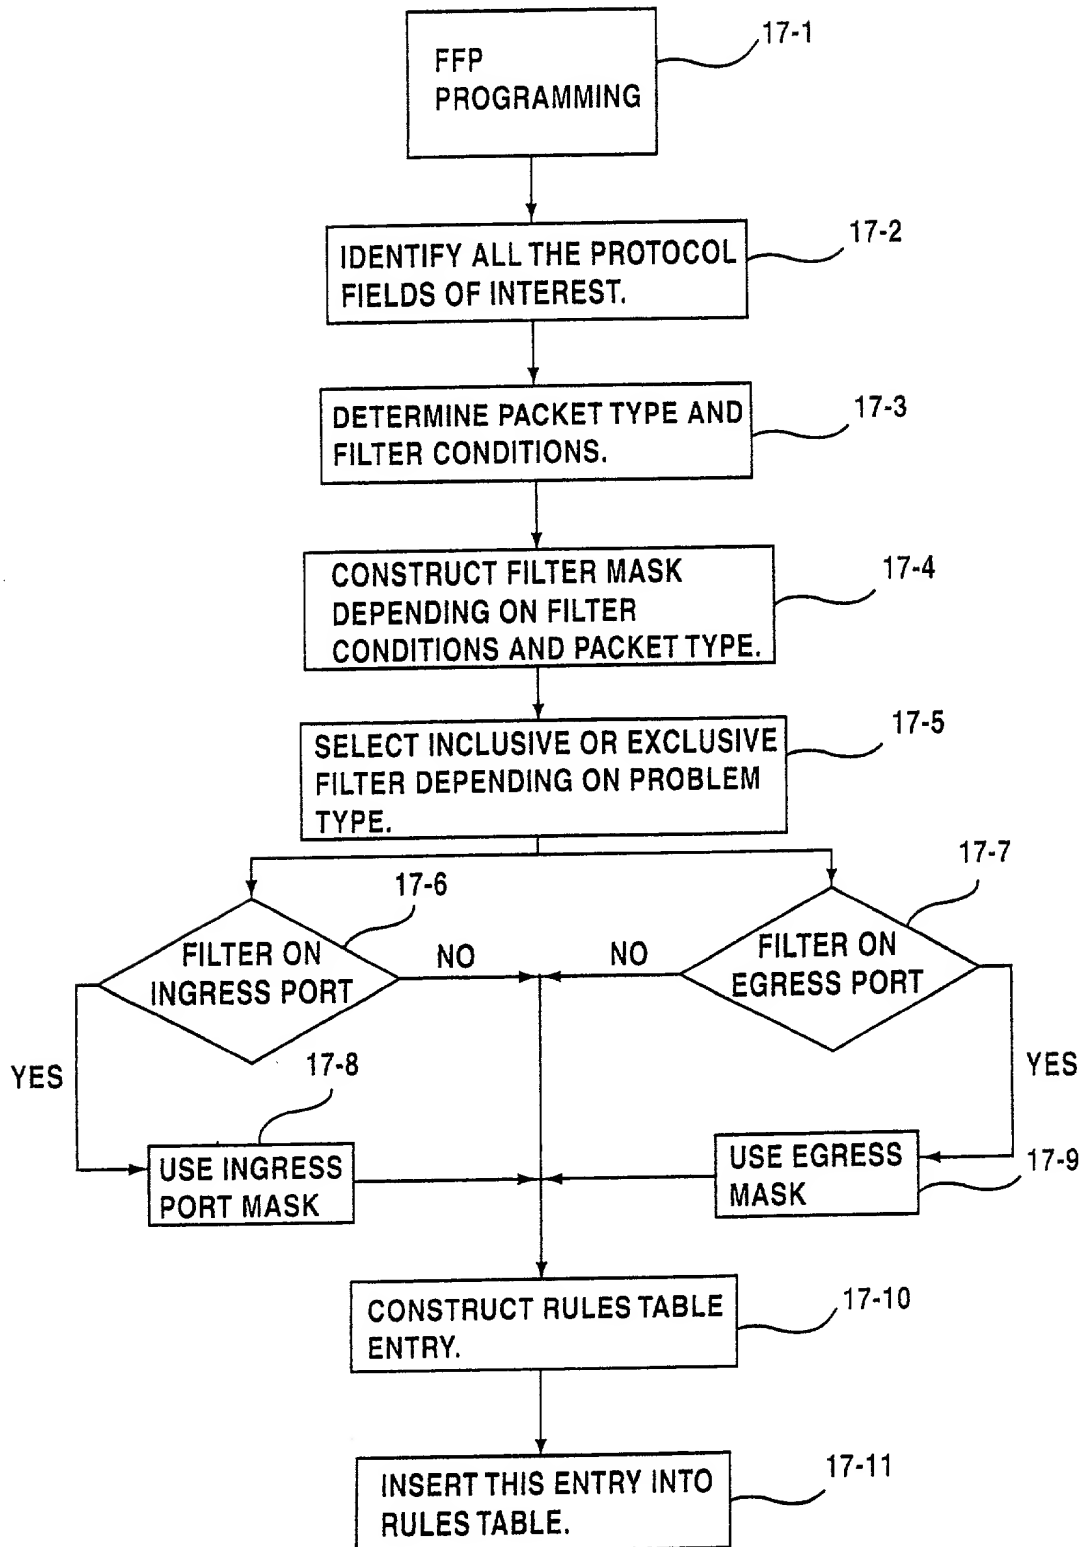 FFP
PROGRAMMING
17-1
IDENTIFY ALL THE PROTOCOL
FIELDS OF INTEREST.
17-2
DETERMINE PACKET TYPE AND
FILTER CONDITIONS.
17-3
CONSTRUCT FILTER MASK
DEPENDING ON FILTER
CONDITIONS AND PACKET TYPE.
17-4
SELECT INCLUSIVE OR EXCLUSIVE
FILTER DEPENDING ON PROBLEM
TYPE.
17-5
17-6
FILTER ON
INGRESS PORT
NO
YES
17-7
FILTER ON
EGRESS PORT
NO
YES
17-8
USE INGRESS
PORT MASK
USE EGRESS
MASK
17-9
CONSTRUCT RULES TABLE
ENTRY.
17-10
INSERT THIS ENTRY INTO
RULES TABLE.
17-11